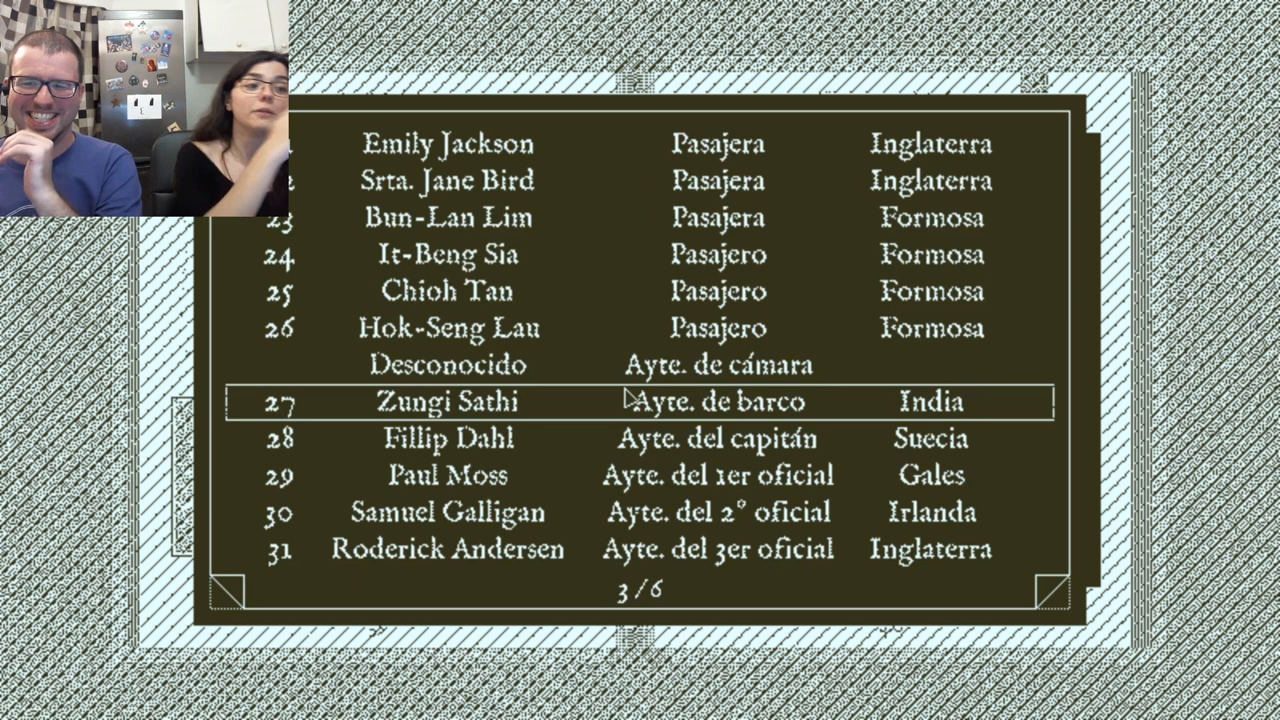 Emily Jackson Pasajera Inglaterra
Srta. Jane Bird Pasajera Inglaterra
23 Bun-Lan Lim Pasajera Formosa
24 It-Beng Sia Pasajero Formosa
25 Chioh Tan Pasajero Formosa
26 Hok-Seng Lau Pasajero Formosa
Desconocido Ayte. de cámara
27 Zungi Sathi Ayte. de barco India
28 Fillip Dahl Ayte. del capitán Suecia
29 Paul Moss Ayte. del 1er oficial Gales
30 Samuel Galligan Ayte. del 2º oficial Irlanda
31 Roderick Andersen Ayte. del 3er oficial Inglaterra
3/6